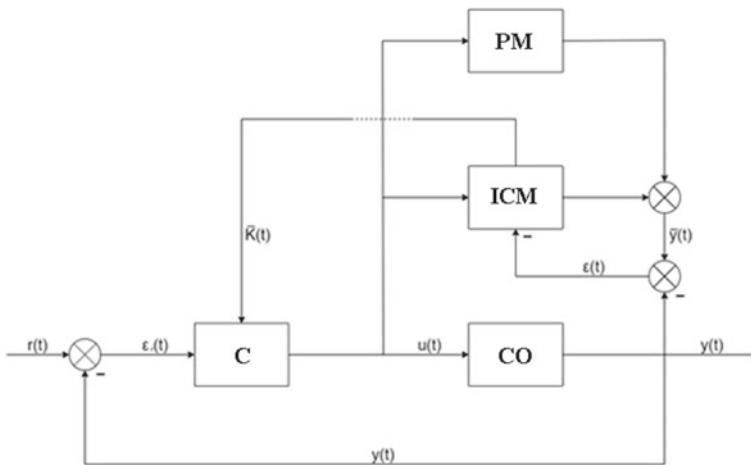 PM
ICM
K̄(t)
ȳ(t)
ε(t)
r(t)
ε.(t)
C
u(t)
CO
y(t)
y(t)